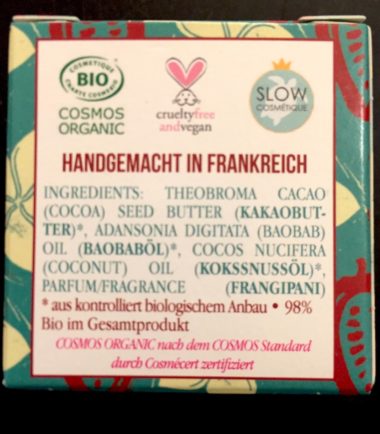 COSMÉTIQUE
BIO
CHARTE COSMEBIO
COSMOS
ORGANIC
crueltyfree
andvegan
SLOW
COSMÉTIQUE
HANDGEMACHT IN FRANKREICH
INGREDIENTS: THEOBROMA CACAO
(COCOA) SEED BUTTER (KAKAOBUT-
TER)*, ADANSONIA DIGITATA (BAOBAB)
OIL (BAOBABÖL)*, COCOS NUCIFERA
(COCONUT) OIL (KOKSSNUSSÖL)*,
PARFUM/FRAGRANCE (FRANGIPANI)
* aus kontrolliert biologischem Anbau • 98%
Bio im Gesamtprodukt
COSMOS ORGANIC nach dem COSMOS Standard
durch Cosmécert zertifiziert